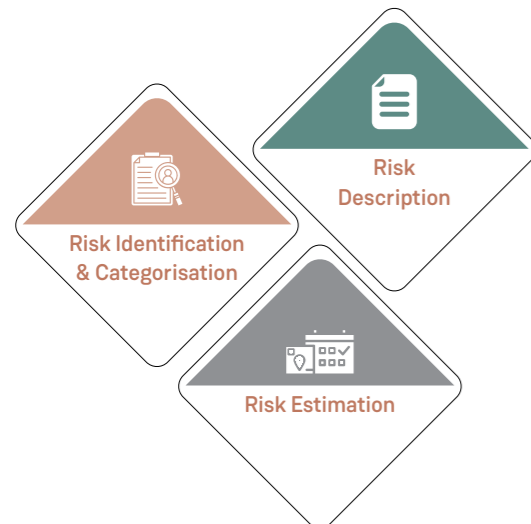 Risk
Description
Risk Identification
& Categorisation
Risk Estimation